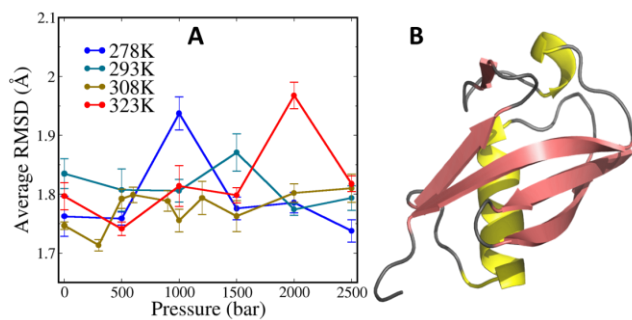 A
B
278K
293K
308K
323K
Average RMSD (Å)
2.1
2
1.9
1.8
1.7
0
500
1000
1500
2000
2500
Pressure (bar)